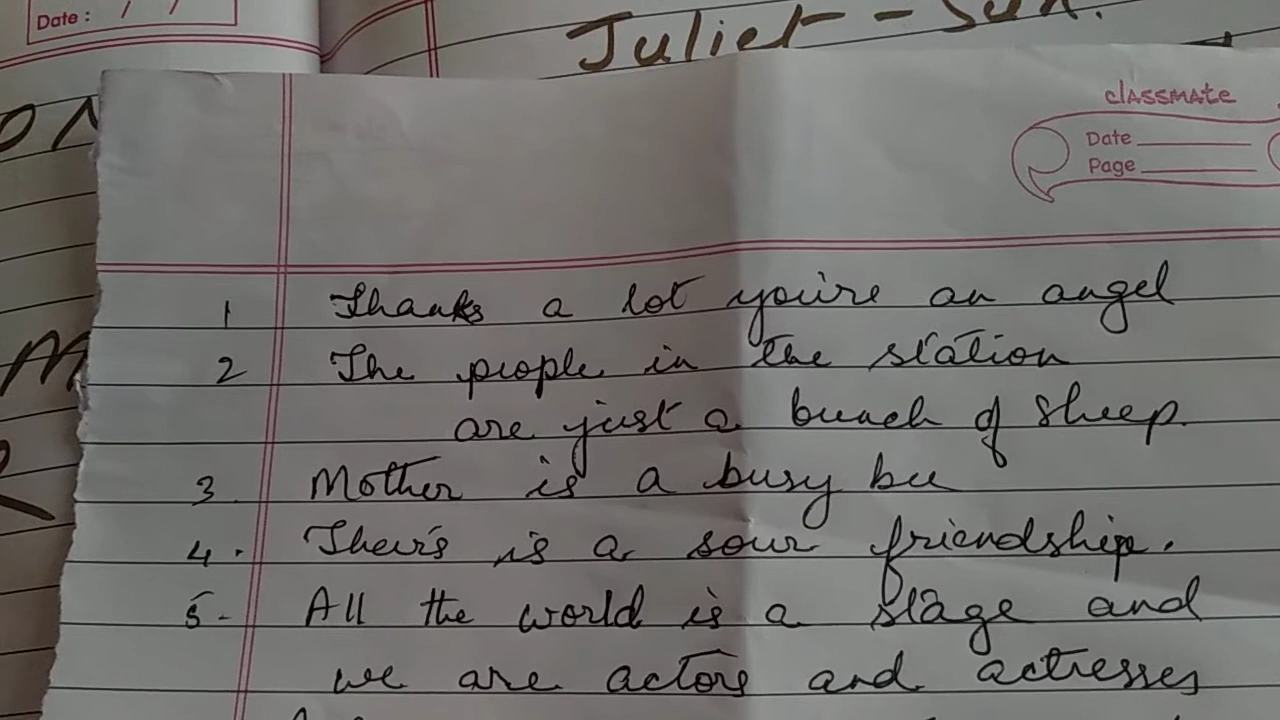 Date :
Juliet - Sun.
classmate
Date
Page
1 Thanks a lot you're an angel
2 The people in the station
are just a bunch of sheep.
3. Mother is a busy bee
4. Their's is a sour friendship.
5- All the world is a stage and
we are actors and actresses